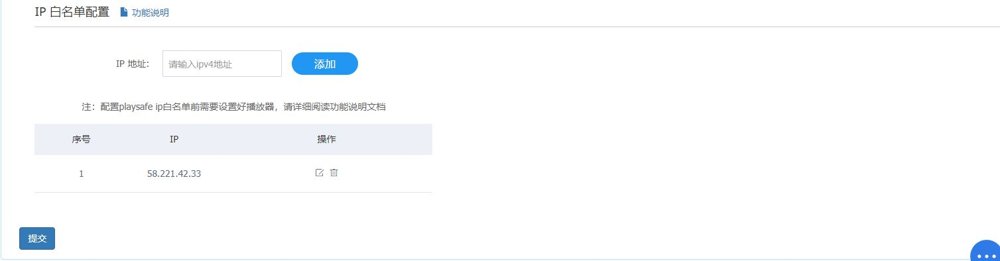 IP 白名单配置 功能说明
IP 地址： 请输入ipv4地址 添加
注：配置playsafe ip白名单前需要设置好播放器，请详细阅读功能说明文档
序号 IP 操作
1 58.221.42.33
提交